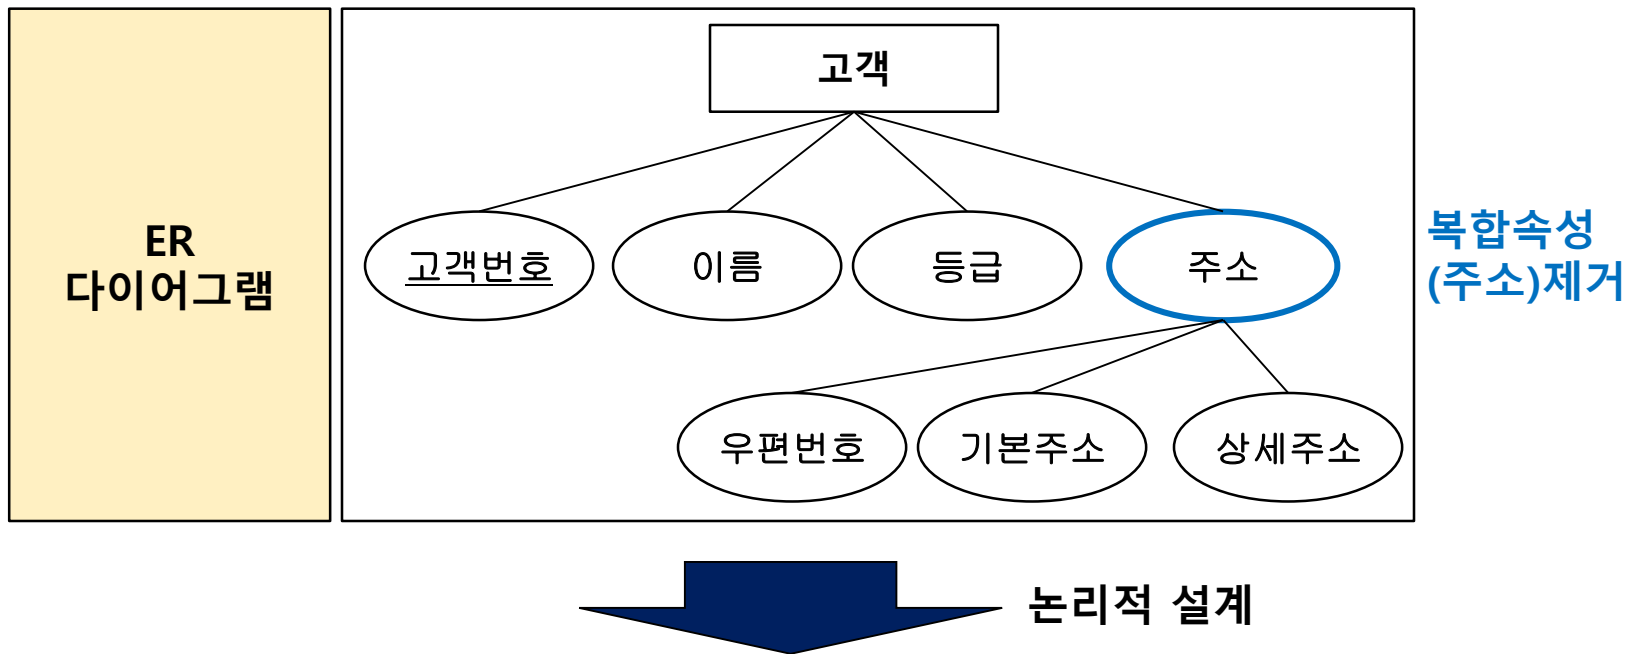 ER
다이어그램
고객
고객번호
이름
등급
주소
우편번호
기본주소
상세주소
복합속성
(주소)제거
논리적 설계